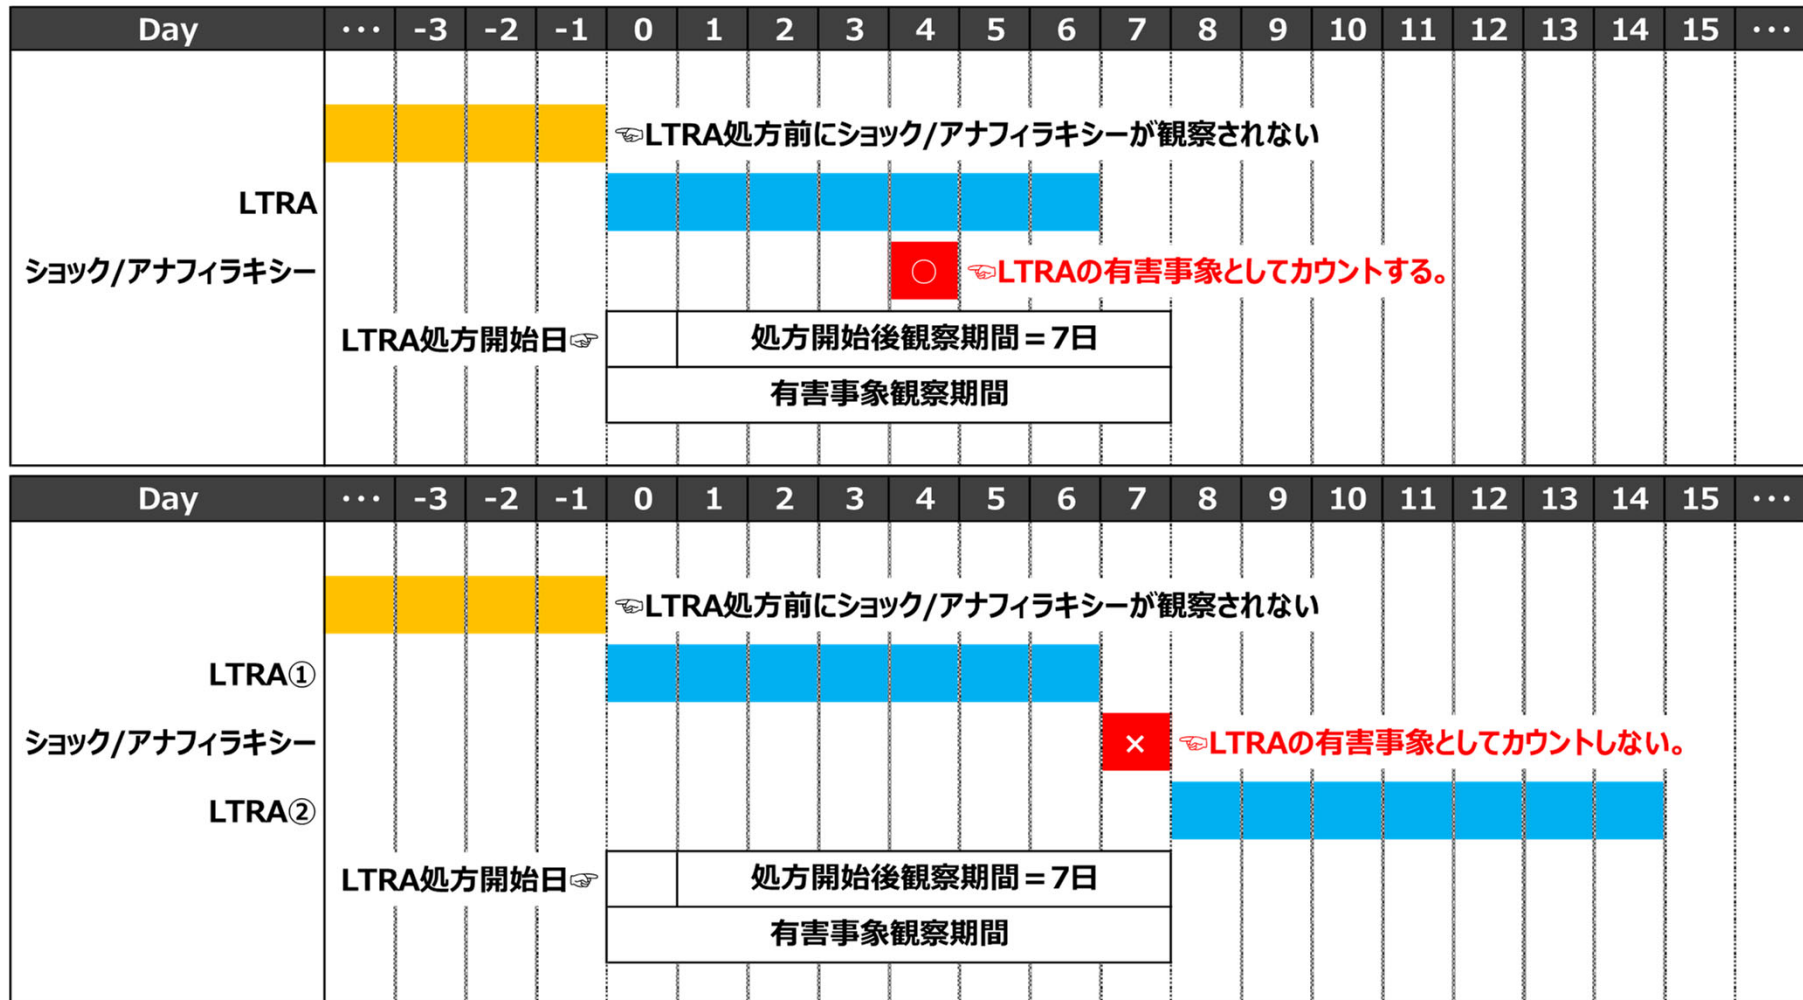 Day ··· -3 -2 -1 0 1 2 3 4 5 6 7 8 9 10 11 12 13 14 15 ···
☜LTRA処方前にショック/アナフィラキシーが観察されない
LTRA
ショック/アナフィラキシー ○ ☜LTRAの有害事象としてカウントする。
LTRA処方開始日☞ 処方開始後観察期間＝7日
有害事象観察期間
Day ··· -3 -2 -1 0 1 2 3 4 5 6 7 8 9 10 11 12 13 14 15 ···
☜LTRA処方前にショック/アナフィラキシーが観察されない
LTRA①
ショック/アナフィラキシー × ☜LTRAの有害事象としてカウントしない。
LTRA②
LTRA処方開始日☞ 処方開始後観察期間＝7日
有害事象観察期間